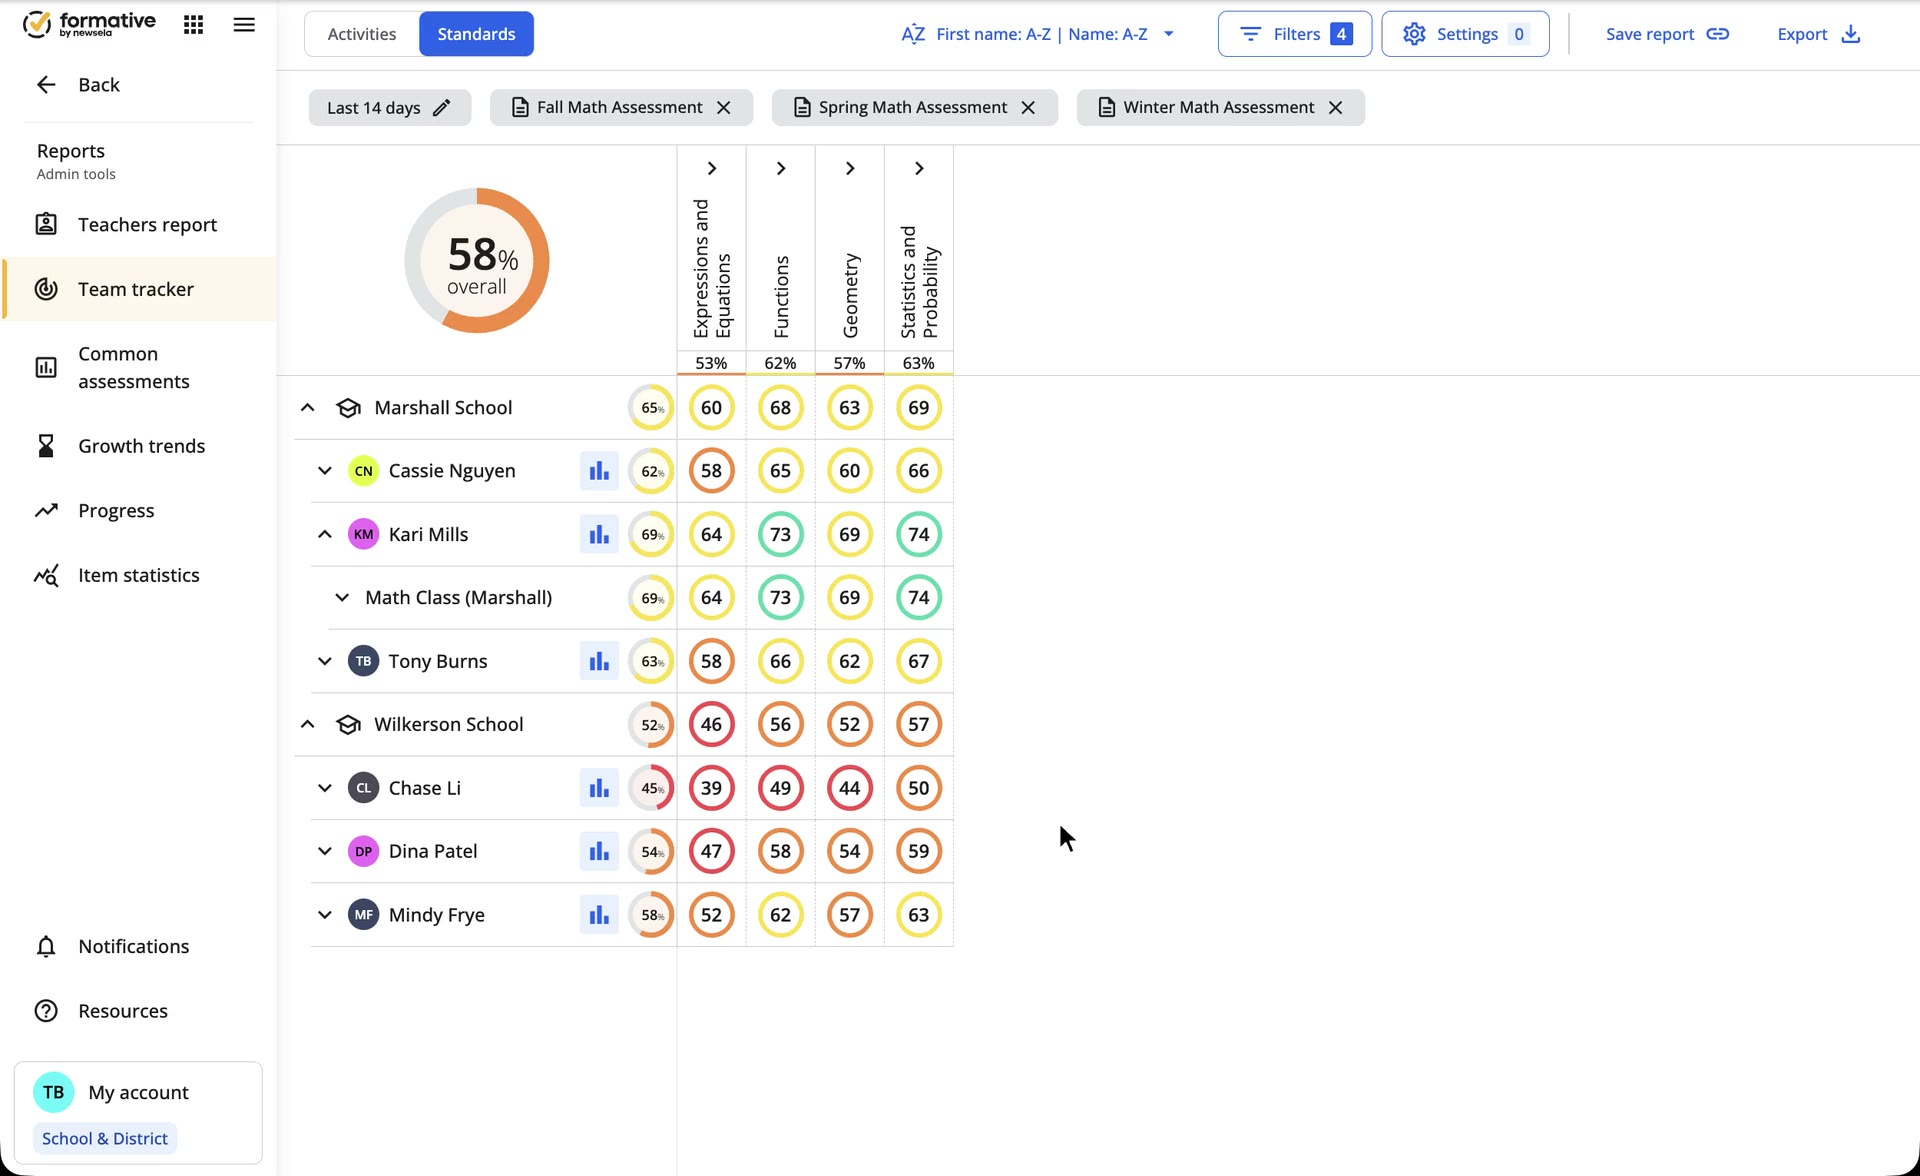 formative
by newsela
Activities
Standards
First name: A-Z | Name: A-Z
Filters 4
Settings 0
Save report
Export
Back
Last 14 days
Fall Math Assessment
Spring Math Assessment
Winter Math Assessment
Reports
Admin tools
Teachers report
Team tracker
Common
assessments
Growth trends
Progress
Item statistics
Notifications
Resources
TB My account
School & District
58%
overall
Expressions and
Equations
Functions
Geometry
Statistics and
Probability
53% 62% 57% 63%
Marshall School 65% 60 68 63 69
CN Cassie Nguyen 62% 58 65 60 66
KM Kari Mills 69% 64 73 69 74
Math Class (Marshall) 69% 64 73 69 74
TB Tony Burns 63% 58 66 62 67
Wilkerson School 52% 46 56 52 57
CL Chase Li 45% 39 49 44 50
DP Dina Patel 54% 47 58 54 59
MF Mindy Frye 58% 52 62 57 63